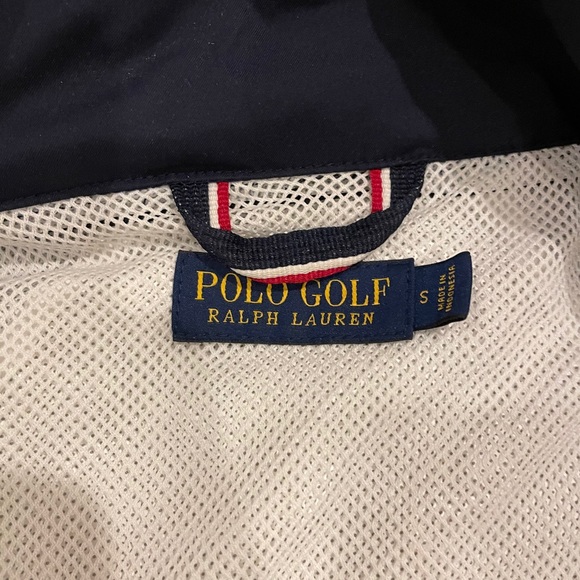 POLO GOLF
RALPH LAUREN
S
MADE IN
INDONESIA